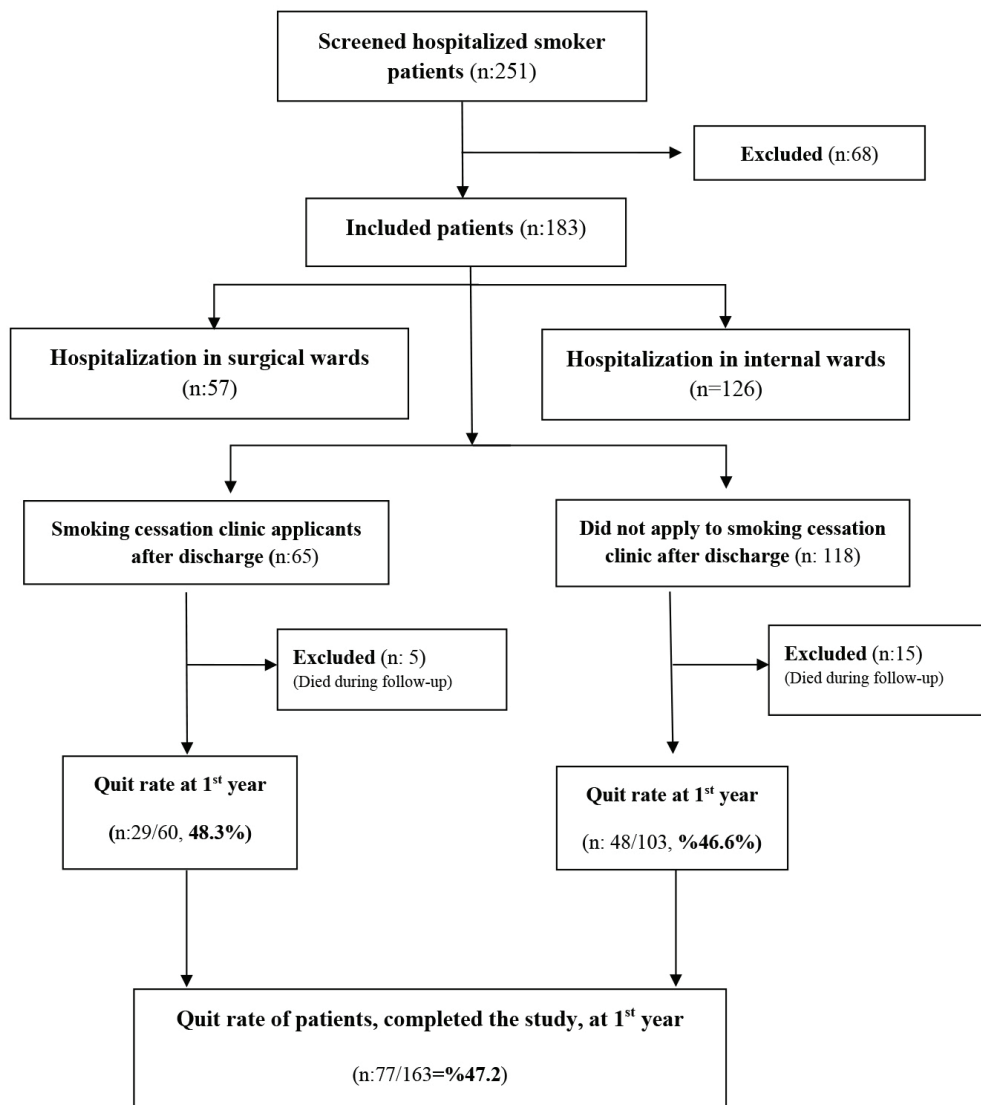 Screened hospitalized smoker
patients (n:251)
Excluded (n:68)
Included patients (n:183)
Hospitalization in surgical wards
(n:57)
Hospitalization in internal wards
(n=126)
Smoking cessation clinic applicants
after discharge (n:65)
Did not apply to smoking cessation
clinic after discharge (n: 118)
Excluded (n: 5)
(Died during follow-up)
Excluded (n:15)
(Died during follow-up)
Quit rate at 1st year
(n:29/60, 48.3%)
Quit rate at 1st year
(n: 48/103, %46.6%)
Quit rate of patients, completed the study, at 1st year
(n:77/163=%47.2)